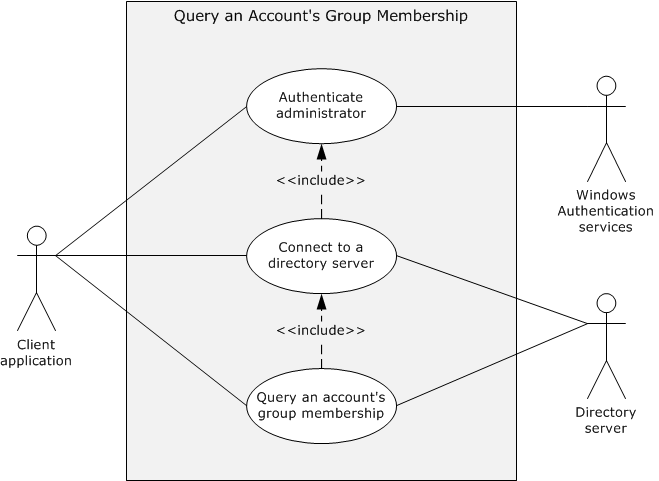 Query an Account's Group Membership
Authenticate
administrator
<<include>>
Windows
Authentication
services
Connect to a
directory server
<<include>>
Client
application
Query an account's
group membership
Directory
server